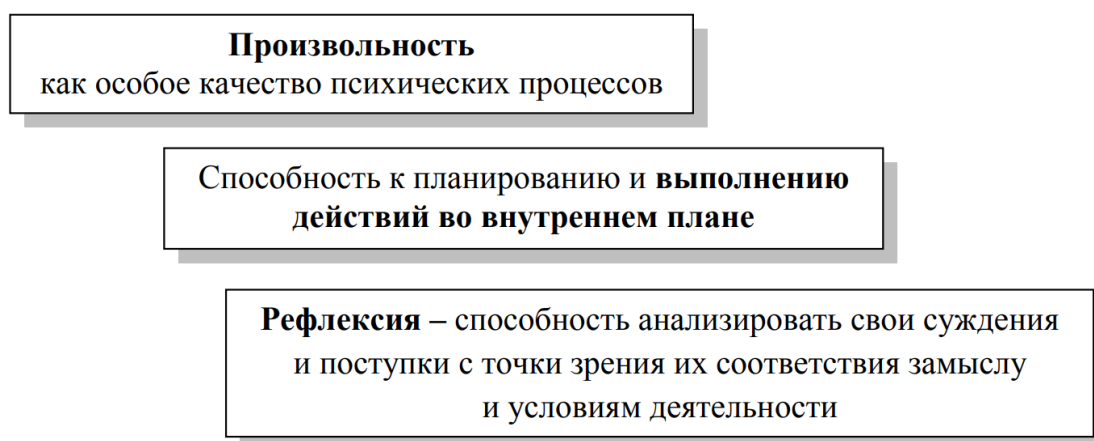 Произвольность
как особое качество психических процессов
Способность к планированию и выполнению
действий во внутреннем плане
Рефлексия – способность анализировать свои суждения
и поступки с точки зрения их соответствия замыслу
и условиям деятельности